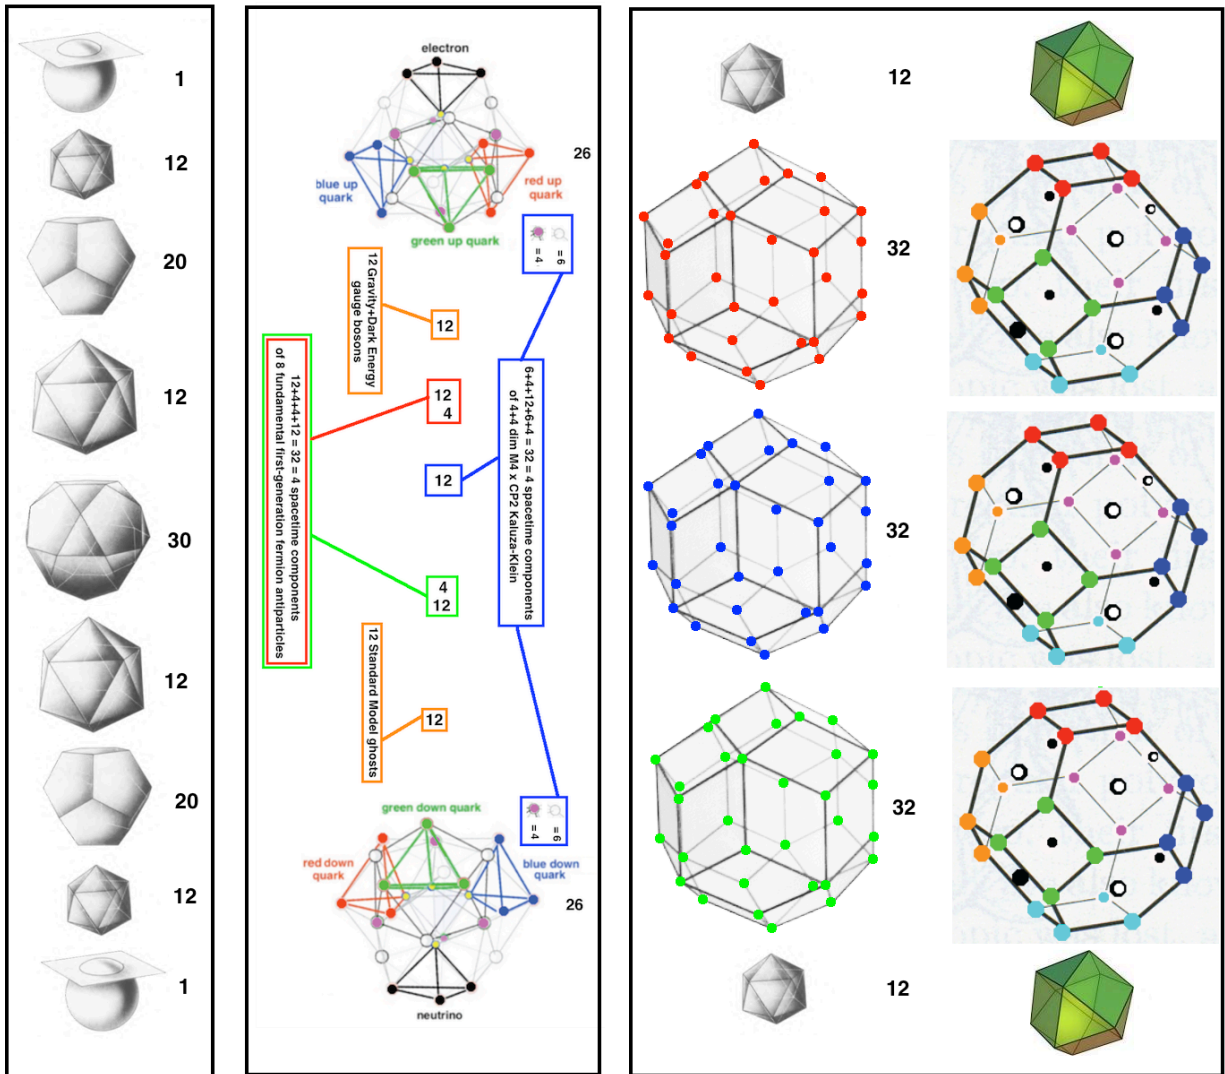 1
12
20
12
30
12
20
12
1
electron
26
blue up
quark
red up
quark
green up quark
= 4
= 6
12 Gravity+Dark Energy
gauge bosons
12
12
4
12
4
12
12+4+4+12 = 32 = 4 spacetime components
of 8 fundamental first-generation fermion antiparticles
6+4+12+6+4 = 32 = 4 spacetime components
of 4+4 dim M4 x CP2 Kaluza-Klein
12 Standard Model ghosts
12
= 4
= 6
green down quark
red down
quark
blue down
quark
26
neutrino
12
32
32
32
12